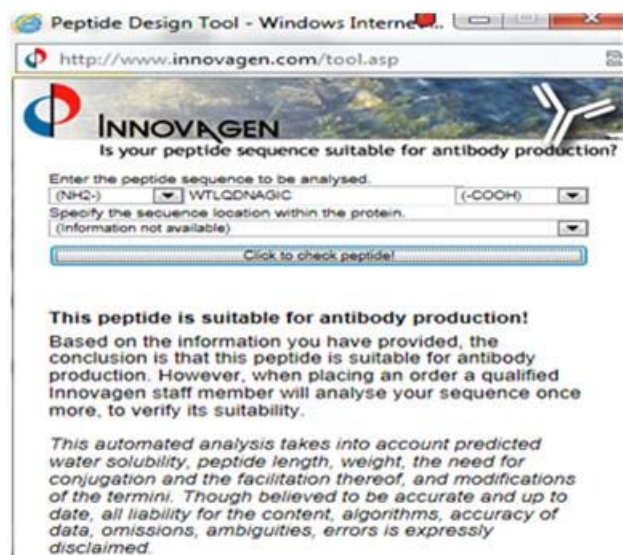 Peptide Design Tool - Windows Interne...
http://www.innovagen.com/tool.asp
INNOVAGEN
Is your peptide sequence suitable for antibody production?
Enter the peptide sequence to be analysed.
(NH2-) WTLQDNAGIC (-COOH)
Specify the secuence location within the protein.
(Information not available)
Click to check peptide!
This peptide is suitable for antibody production!
Based on the information you have provided, the
conclusion is that this peptide is suitable for antibody
production. However, when placing an order a qualified
Innovagen staff member will analyse your sequence once
more, to verify its suitability.
This automated analysis takes into account predicted
water solubility, peptide length, weight, the need for
conjugation and the facilitation thereof, and modifications
of the termini. Though believed to be accurate and up to
date, all liability for the content, algorithms, accuracy of
data, omissions, ambiguities, errors is expressly
disclaimed.